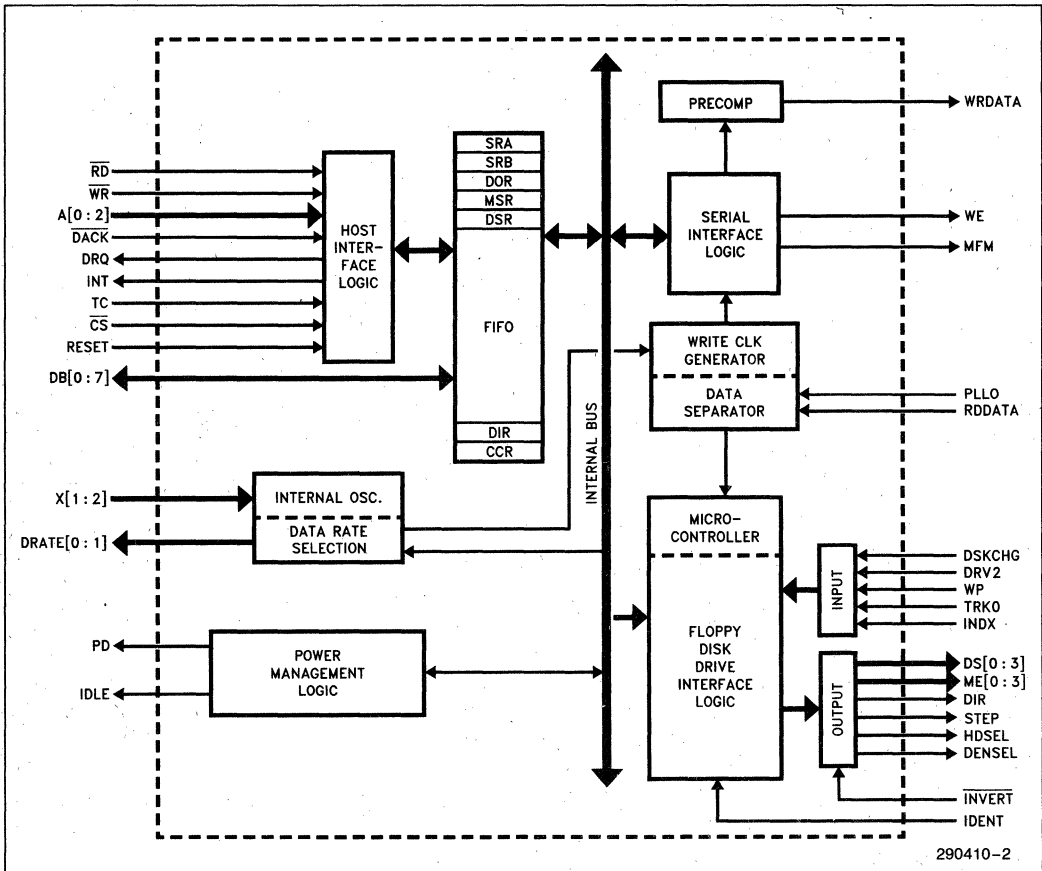 RD
WR
A[0:2]
DACK
DRQ
INT
TC
CS
RESET
DB[0:7]
X[1:2]
DRATE[0:1]
PD
IDLE
HOST
INTER-
FACE
LOGIC
SRA
SRB
DOR
MSR
DSR
FIFO
DIR
CCR
INTERNAL OSC.
DATA RATE
SELECTION
POWER
MANAGEMENT
LOGIC
INTERNAL BUS
PRECOMP
SERIAL
INTERFACE
LOGIC
WRITE CLK
GENERATOR
DATA
SEPARATOR
MICRO-
CONTROLLER
FLOPPY
DISK
DRIVE
INTERFACE
LOGIC
INPUT
OUTPUT
WRDATA
WE
MFM
PLL0
RDDATA
DSKCHG
DRV2
WP
TRK0
INDX
DS[0:3]
ME[0:3]
DIR
STEP
HDSEL
DENSEL
INVERT
IDENT
290410-2